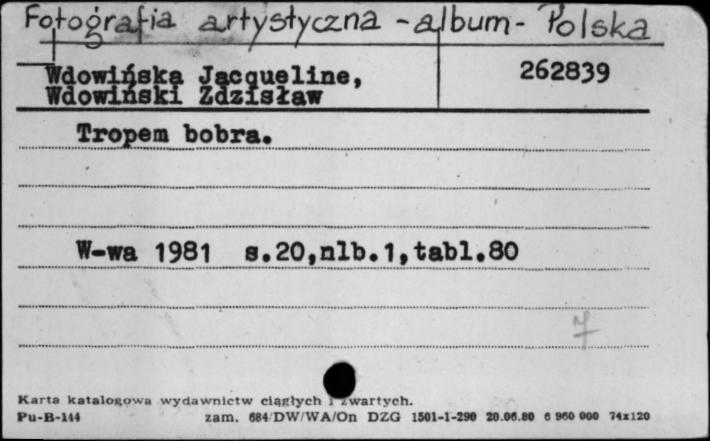 Fotografia artystyczna - album - Polska
Wdowińska Jacqueline,
Wdowiński Zdzisław
262839
Tropem bobra.
W-wa 1981 s.20,nlb.1,tabl.80
Karta katalogowa wydawnictw ciągłych i zwartych.
Pu-B-144 zam. 684/DW/WA/On DZG 1501-1-290 20.06.80 6 960 000 74x120